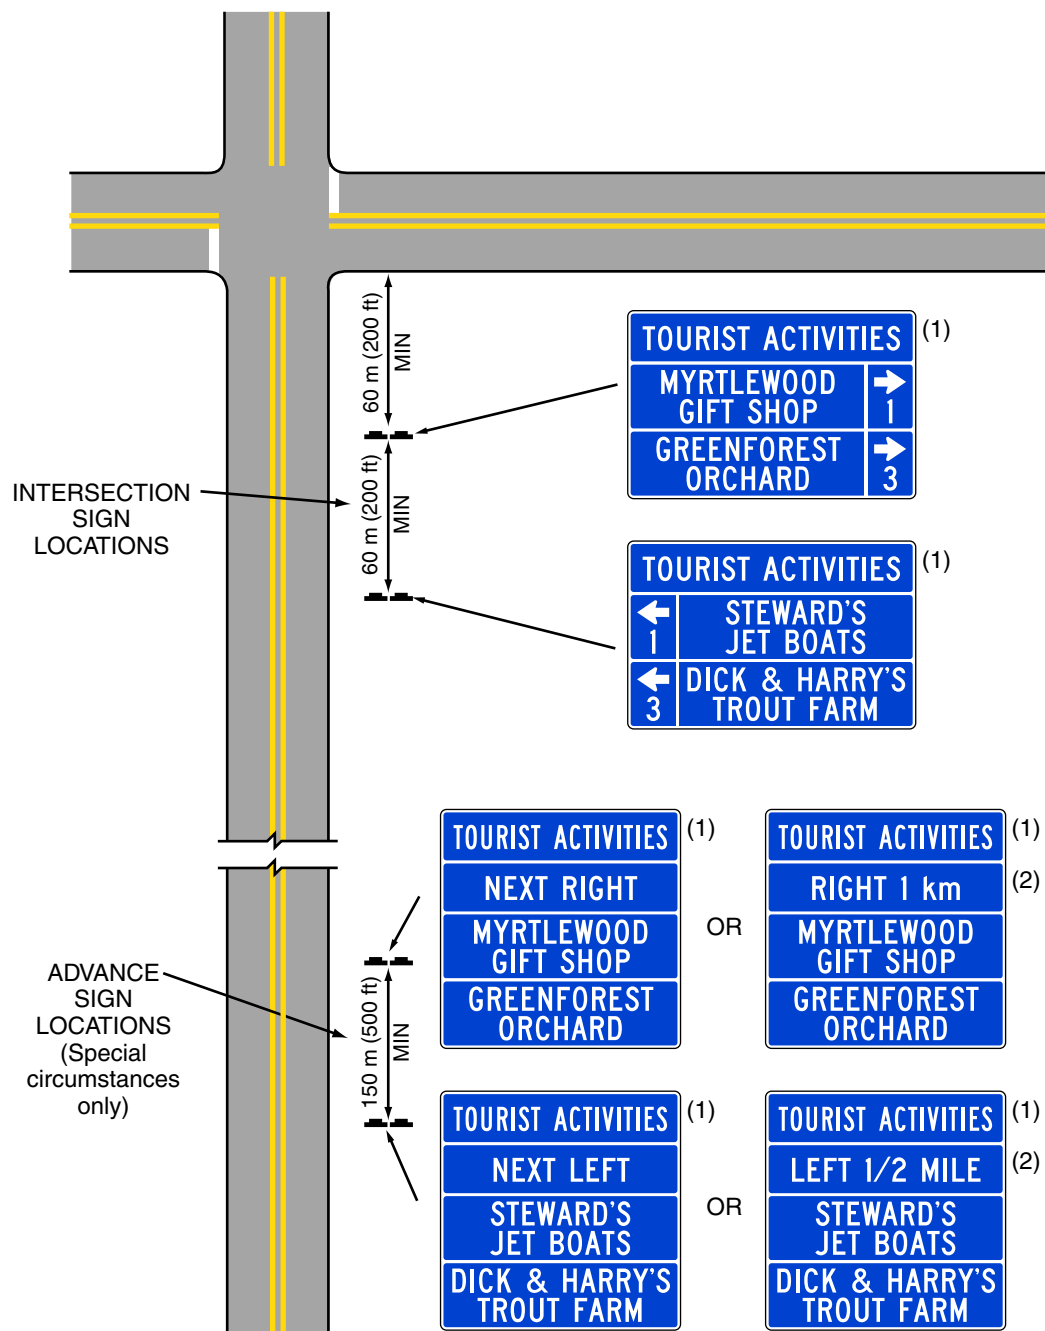 60 m (200 ft)
MIN
TOURIST ACTIVITIES
(1)
MYRTLEWOOD
GIFT SHOP
1
GREENFOREST
ORCHARD
3
INTERSECTION
SIGN
LOCATIONS
60 m (200 ft)
MIN
TOURIST ACTIVITIES
(1)
1
STEWARD'S
JET BOATS
3
DICK & HARRY'S
TROUT FARM
TOURIST ACTIVITIES
(1)
NEXT RIGHT
MYRTLEWOOD
GIFT SHOP
GREENFOREST
ORCHARD
OR
TOURIST ACTIVITIES
(1)
RIGHT 1 km
(2)
MYRTLEWOOD
GIFT SHOP
GREENFOREST
ORCHARD
ADVANCE
SIGN
LOCATIONS
(Special
circumstances
only)
150 m (500 ft)
MIN
TOURIST ACTIVITIES
(1)
NEXT LEFT
STEWARD'S
JET BOATS
DICK & HARRY'S
TROUT FARM
OR
TOURIST ACTIVITIES
(1)
LEFT 1/2 MILE
(2)
STEWARD'S
JET BOATS
DICK & HARRY'S
TROUT FARM